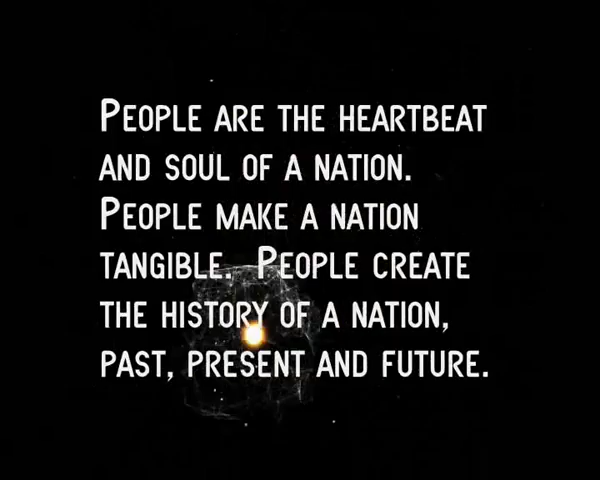 People are the heartbeat
and soul of a nation.
People make a nation
tangible.  People create
the history of a nation,
past, present and future.